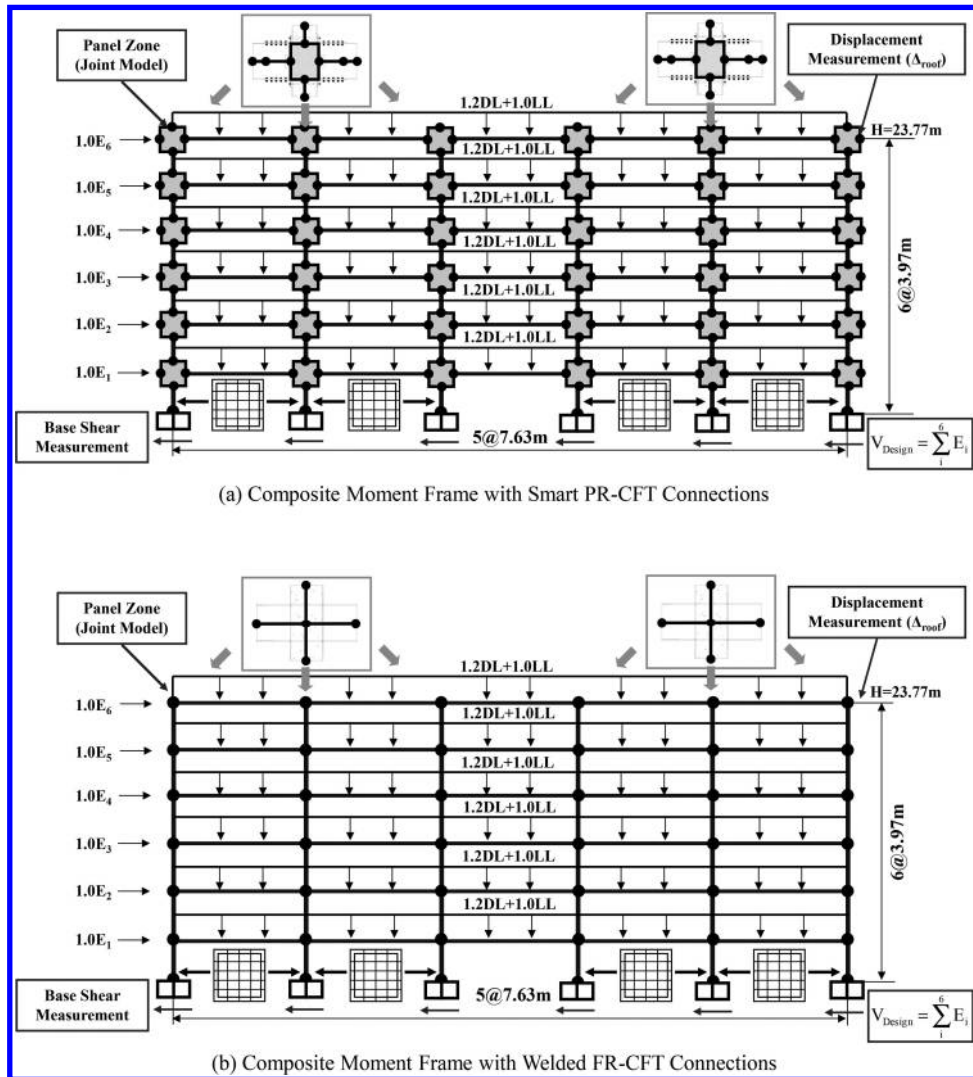 Panel Zone
(Joint Model)
Displacement
Measurement (Δroof)
1.2DL+1.0LL
H=23.77m
1.0E6
1.2DL+1.0LL
1.0E5
1.2DL+1.0LL
1.0E4
1.2DL+1.0LL
1.0E3
1.2DL+1.0LL
1.0E2
1.2DL+1.0LL
1.0E1
6@3.97m
Base Shear
Measurement
5@7.63m
VDesign = ∑ 6 i Ei
(a) Composite Moment Frame with Smart PR-CFT Connections
Panel Zone
(Joint Model)
Displacement
Measurement (Δroof)
1.2DL+1.0LL
H=23.77m
1.0E6
1.2DL+1.0LL
1.0E5
1.2DL+1.0LL
1.0E4
1.2DL+1.0LL
1.0E3
1.2DL+1.0LL
1.0E2
1.2DL+1.0LL
1.0E1
6@3.97m
Base Shear
Measurement
5@7.63m
VDesign = ∑ 6 i Ei
(b) Composite Moment Frame with Welded FR-CFT Connections